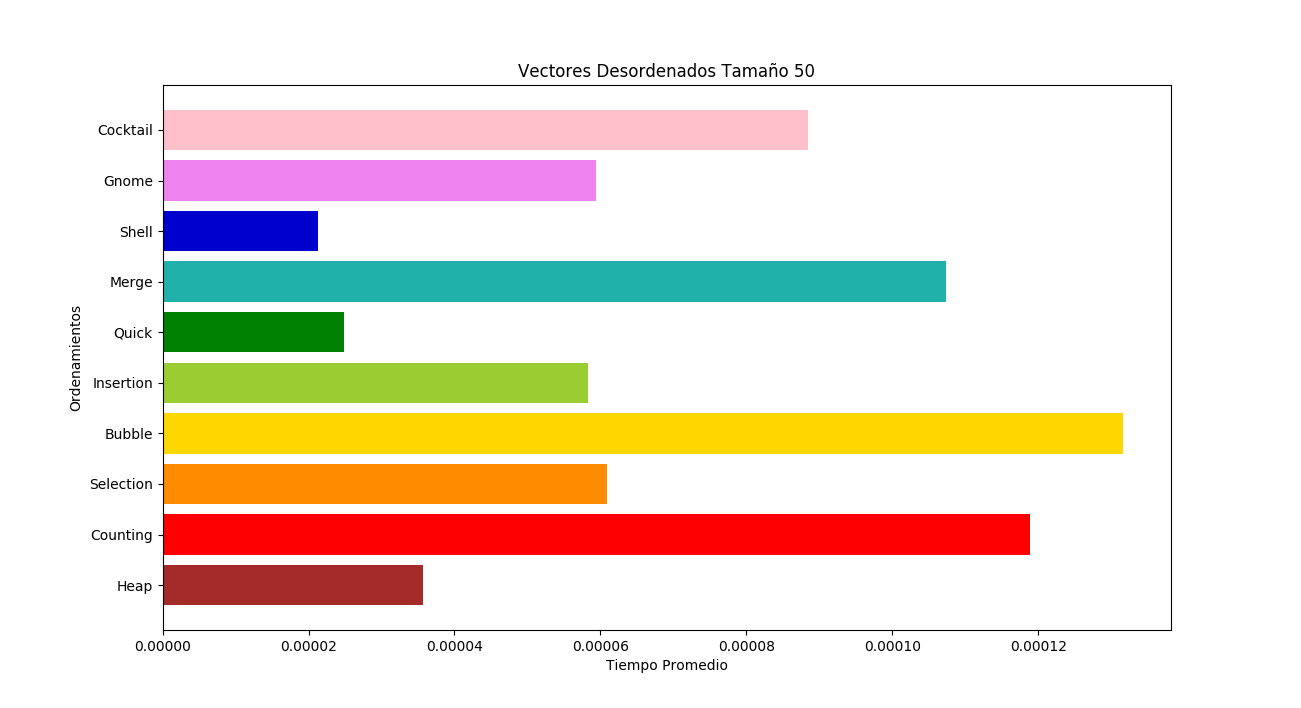 Vectores Desordenados Tamaño 50
Cocktail
Gnome
Shell
Merge
Quick
Insertion
Bubble
Selection
Counting
Heap
Ordenamientos
0.00000 0.00002 0.00004 0.00006 0.00008 0.00010 0.00012
Tiempo Promedio